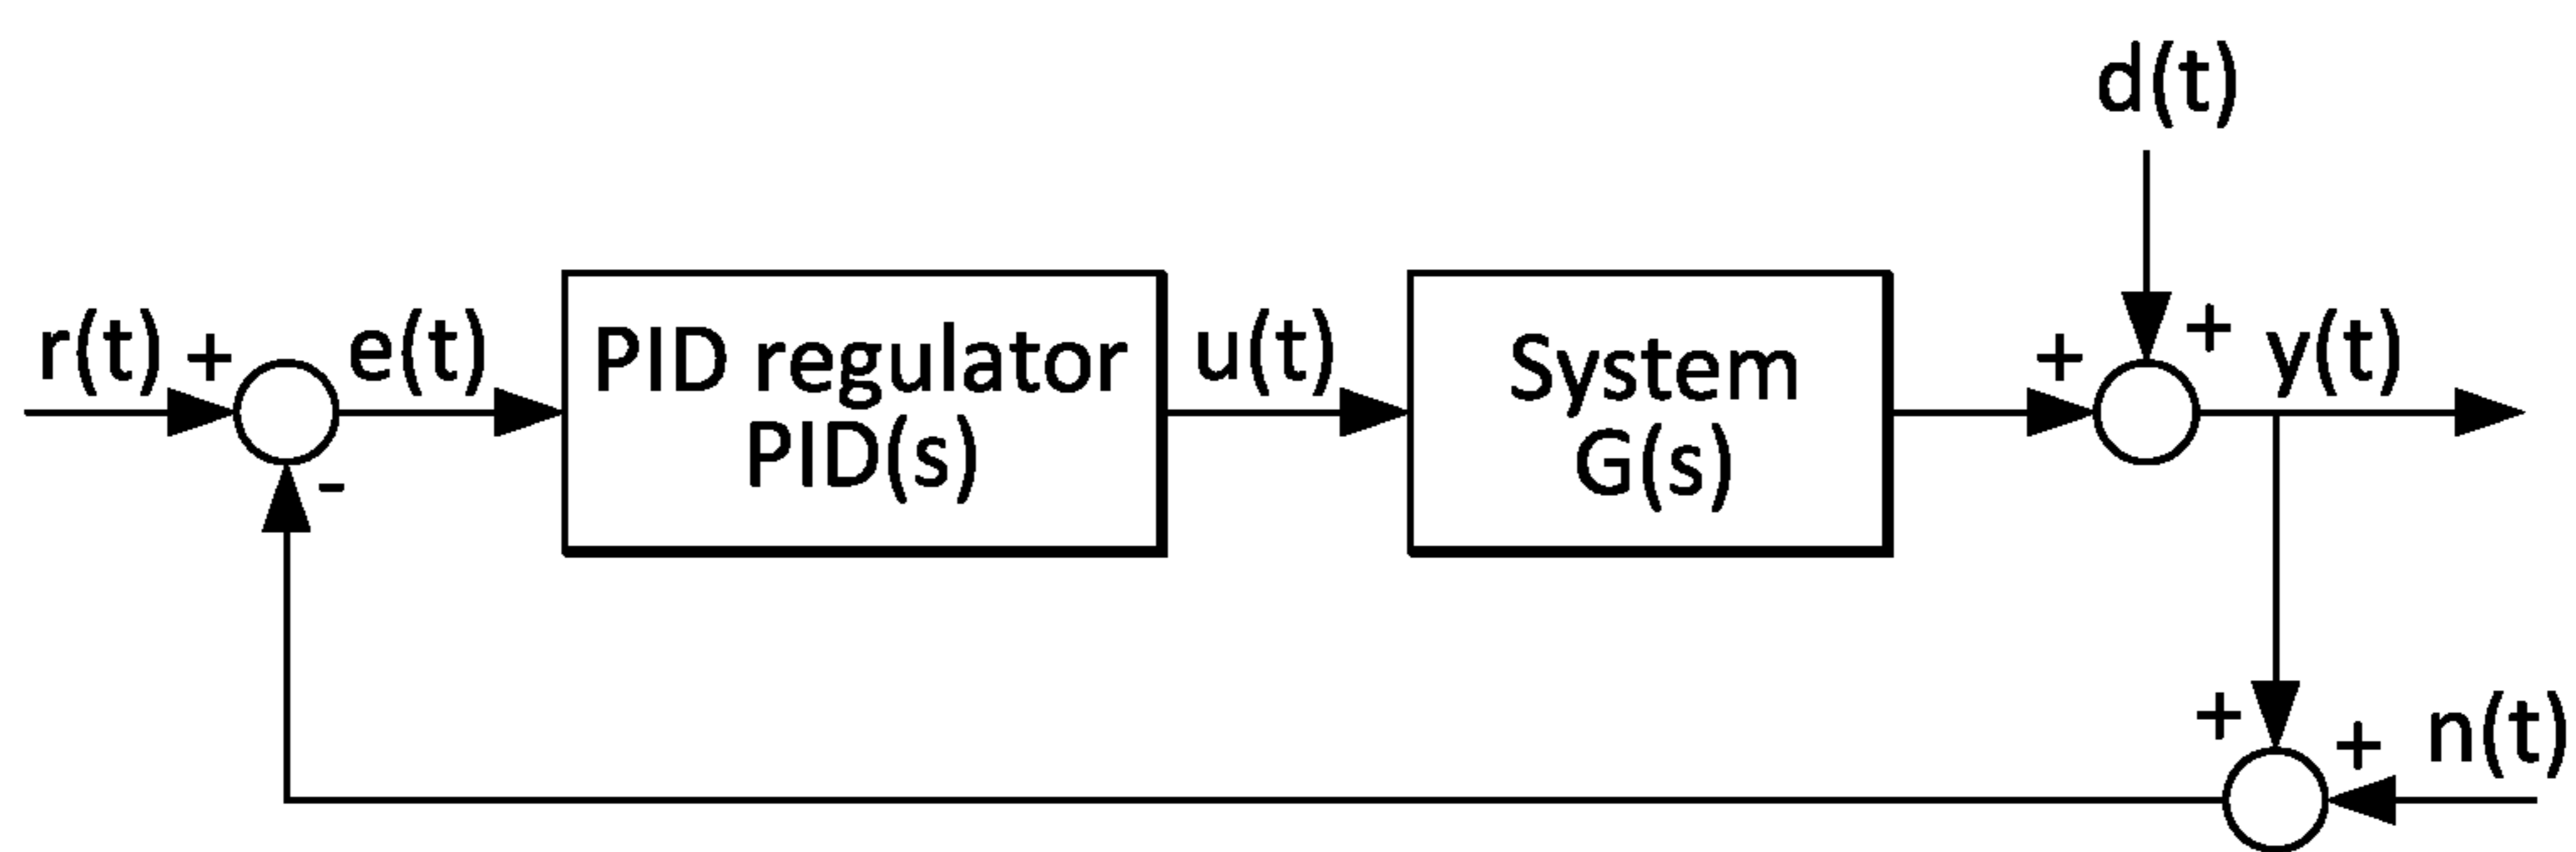 d(t)
r(t) + e(t) PID regulator u(t) System + + y(t)
PID(s) G(s)
-
+ + n(t)